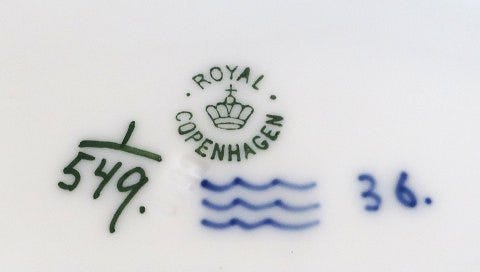 ROYAL
COPENHAGEN
1
549.
36.